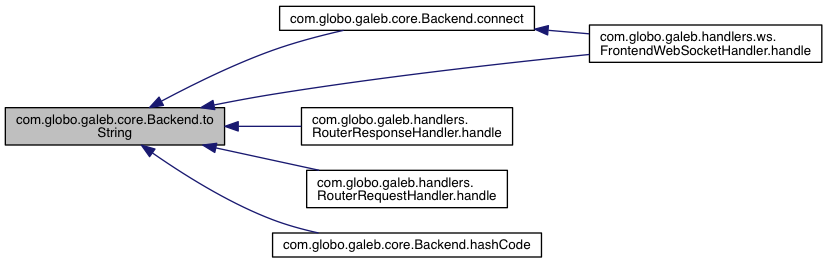 com.globo.galeb.core.Backend.connect
com.globo.galeb.handlers.ws.
FrontendWebSocketHandler.handle
com.globo.galeb.core.Backend.to
String
com.globo.galeb.handlers.
RouterResponseHandler.handle
com.globo.galeb.handlers.
RouterRequestHandler.handle
com.globo.galeb.core.Backend.hashCode